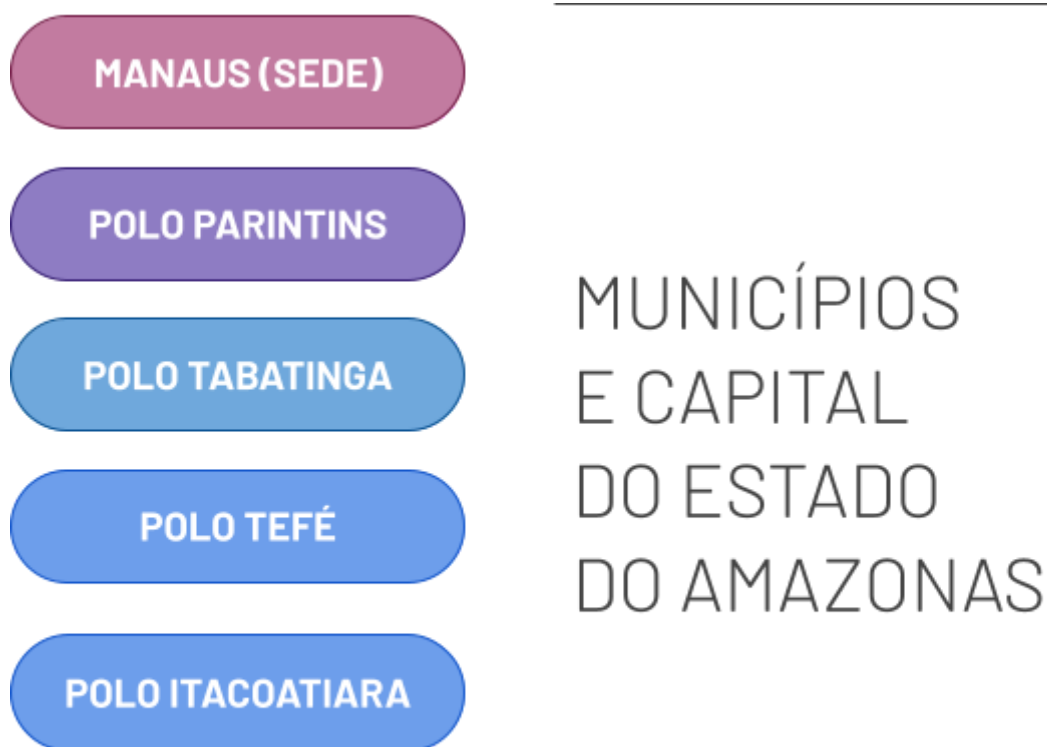 MANAUS (SEDE)
POLO PARINTINS
POLO TABATINGA
POLO TEFÉ
POLO ITACOATIARA
MUNICÍPIOS
E CAPITAL
DO ESTADO
DO AMAZONAS